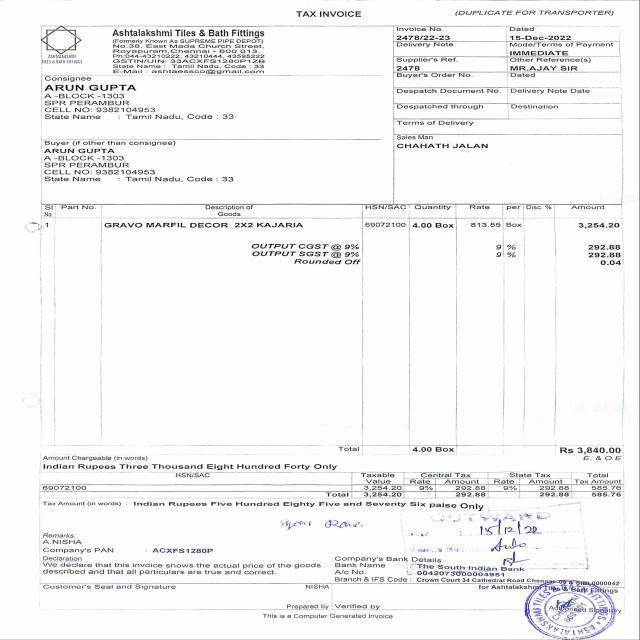 TAX INVOICE
(DUPLICATE FOR TRANSPORTER)
ASHTALAKSHMI
TILES & BATH FITTINGS
Ashtalakshmi Tiles & Bath Fittings
(Formerly Known As SUPREME PIPE DEPOT)
No.38, East Mada Church Street,
Royapuram,Chennai - 600 013.
Ph:044-43210222, 43210444, 43595222
GSTIN/UIN: 33ACXFS1280P1ZB
State Name : Tamil Nadu, Code : 33
E-Mail : ashtaessco@gmail.com
Invoice No.
2478/22-23
Dated
15-Dec-2022
Delivery Note
Mode/Terms of Payment
IMMEDIATE
Supplier's Ref.
2478
Other Reference(s)
MR.AJAY SIR
Buyer's Order No.
Dated
Despatch Document No.
Delivery Note Date
Despatched through
Destination
Terms of Delivery
Sales Man
CHAHATH JALAN
Consignee
ARUN GUPTA
A -BLOCK -1303
SPR PERAMBUR
CELL NO: 9382104953
State Name : Tamil Nadu, Code : 33
Buyer (if other than consignee)
ARUN GUPTA
A -BLOCK -1303
SPR PERAMBUR
CELL NO: 9382104953
State Name : Tamil Nadu, Code : 33
Sl No. Part No. Description of Goods HSN/SAC Quantity Rate per Disc. % Amount
1 GRAVO MARFIL DECOR 2X2 KAJARIA 69072100 4.00 Box 813.55 Box 3,254.20
OUTPUT CGST @ 9% 9 % 292.88
OUTPUT SGST @ 9% 9 % 292.88
Rounded Off 0.04
Total 4.00 Box Rs 3,840.00
Amount Chargeable (in words) E. & O.E
Indian Rupees Three Thousand Eight Hundred Forty Only
HSN/SAC Taxable Value Central Tax Rate Amount State Tax Rate Amount Total Tax Amount
69072100 3,254.20 9% 292.88 9% 292.88 585.76
Total 3,254.20 292.88 292.88 585.76
Tax Amount (in words) : Indian Rupees Five Hundred Eighty Five and Seventy Six paise Only
OUTWARD
15/12/22
Remarks:
A.NISHA
Company's PAN : ACXFS1280P
Declaration
We declare that this invoice shows the actual price of the goods
described and that all particulars are true and correct.
Company's Bank Details
Bank Name : The South Indian Bank
A/c No. : 0042073000004951
Branch & IFS Code : Crown Court 34 Cathedral Road Chennai & SIBL0000042
Customer's Seal and Signature
NISHA
for Ashtalakshmi Tiles & Bath Fittings
Prepared by
Verified by
Authorised Signatory
This is a Computer Generated Invoice